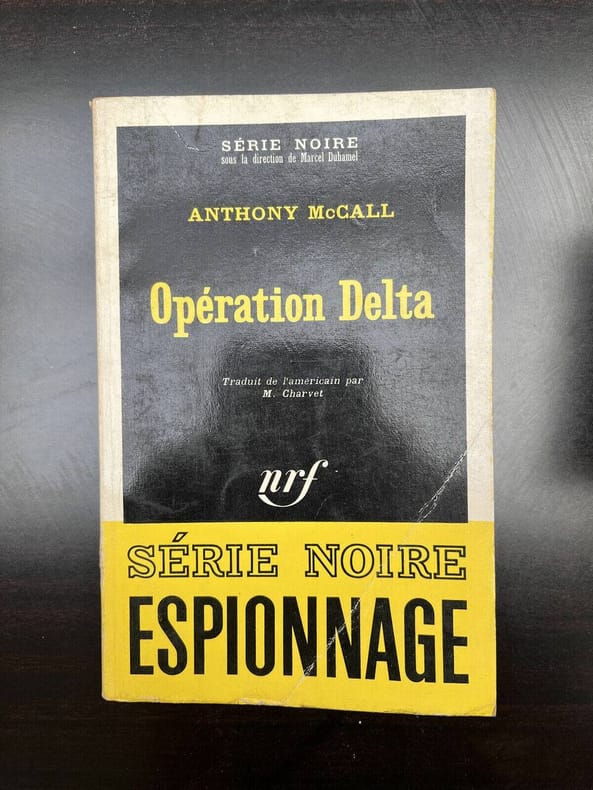 SÉRIE NOIRE
sous la direction de Marcel Duhamel
ANTHONY McCALL
Opération Delta
Traduit de l'américain par
M. Charvet
nrf
SÉRIE NOIRE
ESPIONNAGE